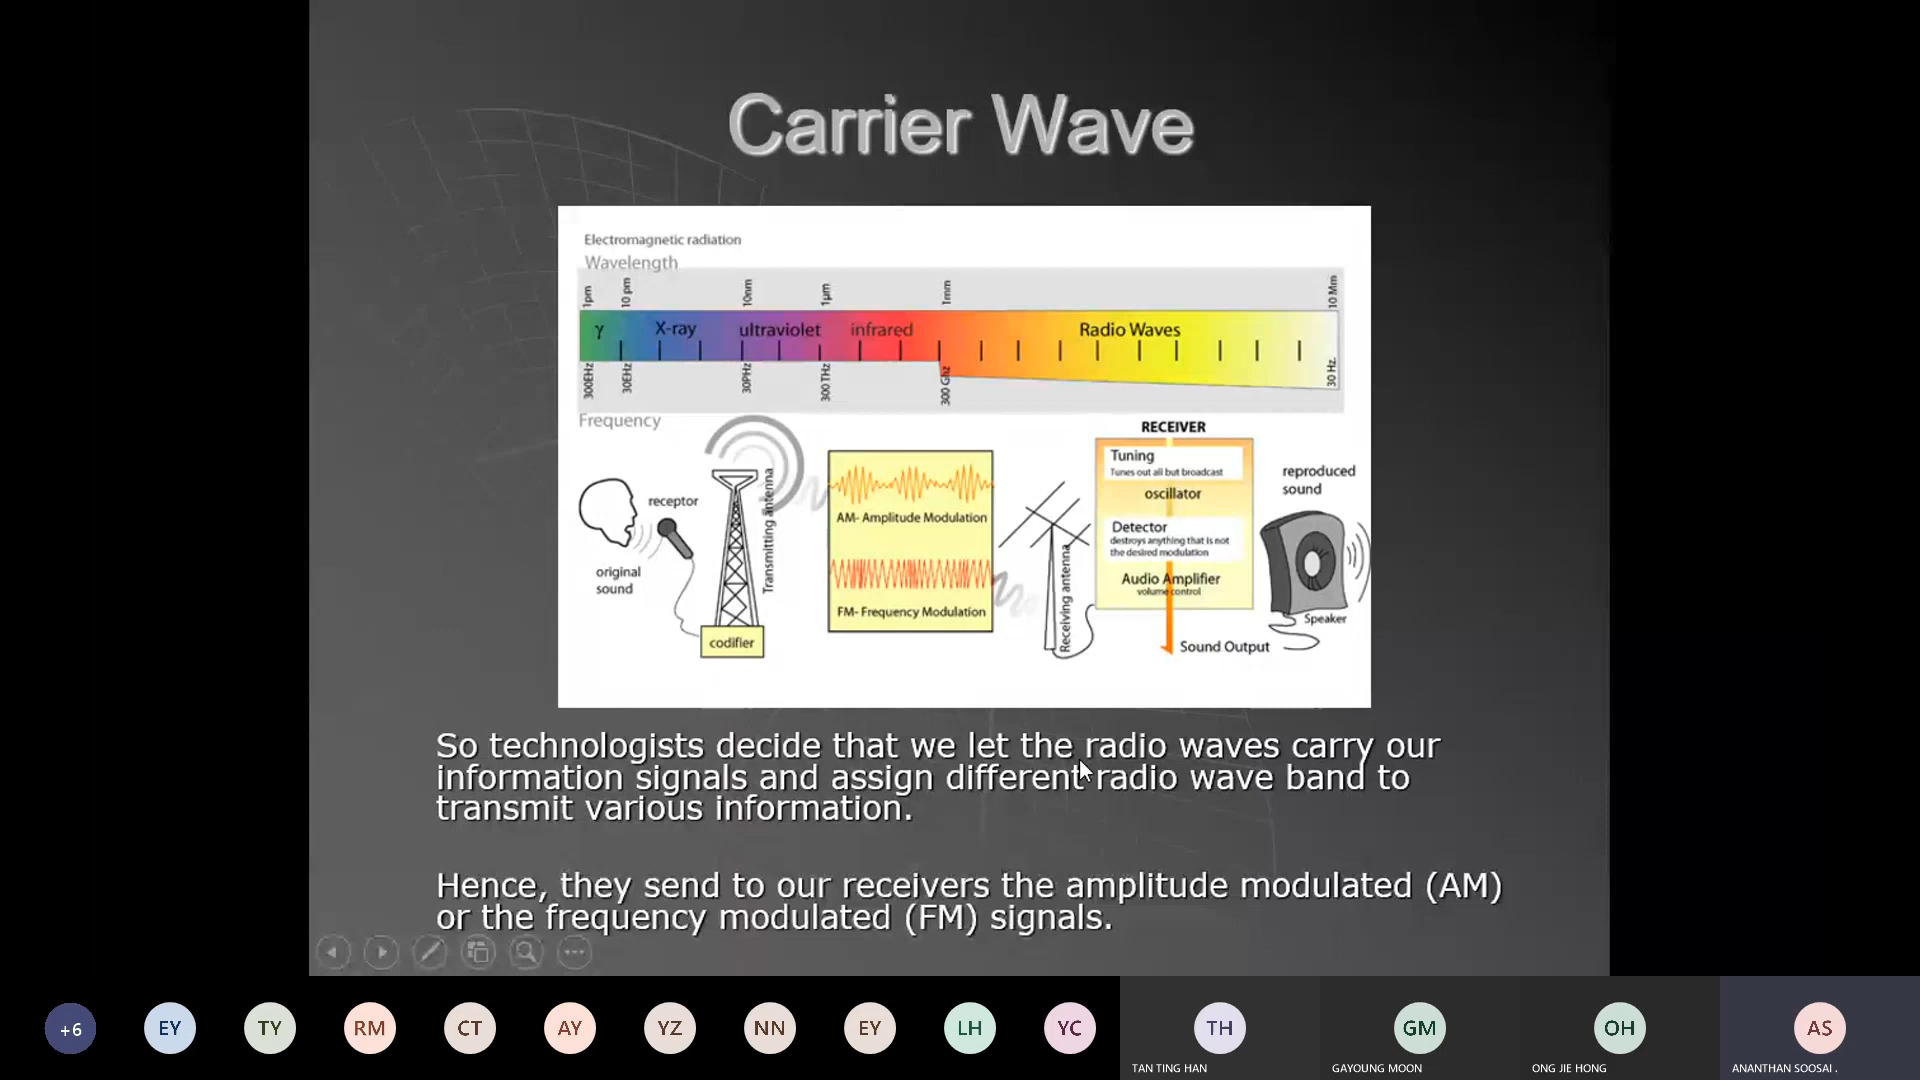 Carrier Wave
Electromagnetic radiation
Wavelength
1pm
10 pm
10nm
1µm
1mm
10 Mm
γ
X-ray
ultraviolet
infrared
Radio Waves
300EHz
30EHz
30PHz
300 THz
300 Ghz
30 Hz.
Frequency
original
sound
receptor
codifier
Transmitting antenna
AM- Amplitude Modulation
FM- Frequency Modulation
Receiving antenna
RECEIVER
Tuning
Tunes out all but broadcast
oscillator
Detector
destroys anything that is not
the desired modulation
Audio Amplifier
volume control
Sound Output
reproduced
sound
Speaker
So technologists decide that we let the radio waves carry our
information signals and assign different radio wave band to
transmit various information.
Hence, they send to our receivers the amplitude modulated (AM)
or the frequency modulated (FM) signals.
+6
EY
TY
RM
CT
AY
YZ
NN
EY
LH
YC
TH
TAN TING HAN
GM
GAYOUNG MOON
OH
ONG JIE HONG
AS
ANANTHAN SOOSAI .